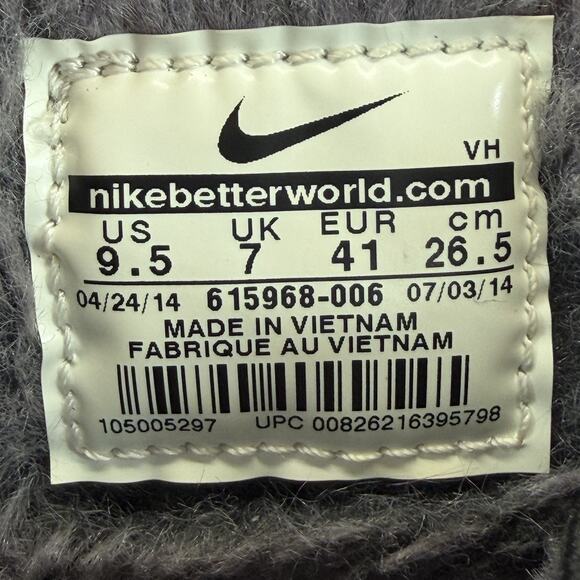 VH
nikebetterworld.com
US UK EUR cm
9.5 7 41 26.5
04/24/14 615968-006 07/03/14
MADE IN VIETNAM
FABRIQUE AU VIETNAM
105005297 UPC 00826216395798